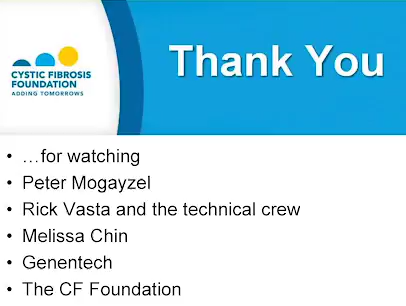 CYSTIC FIBROSIS
FOUNDATION
ADDING TOMORROWS
Thank You
• …for watching
• Peter Mogayzel
• Rick Vasta and the technical crew
• Melissa Chin
• Genentech
• The CF Foundation